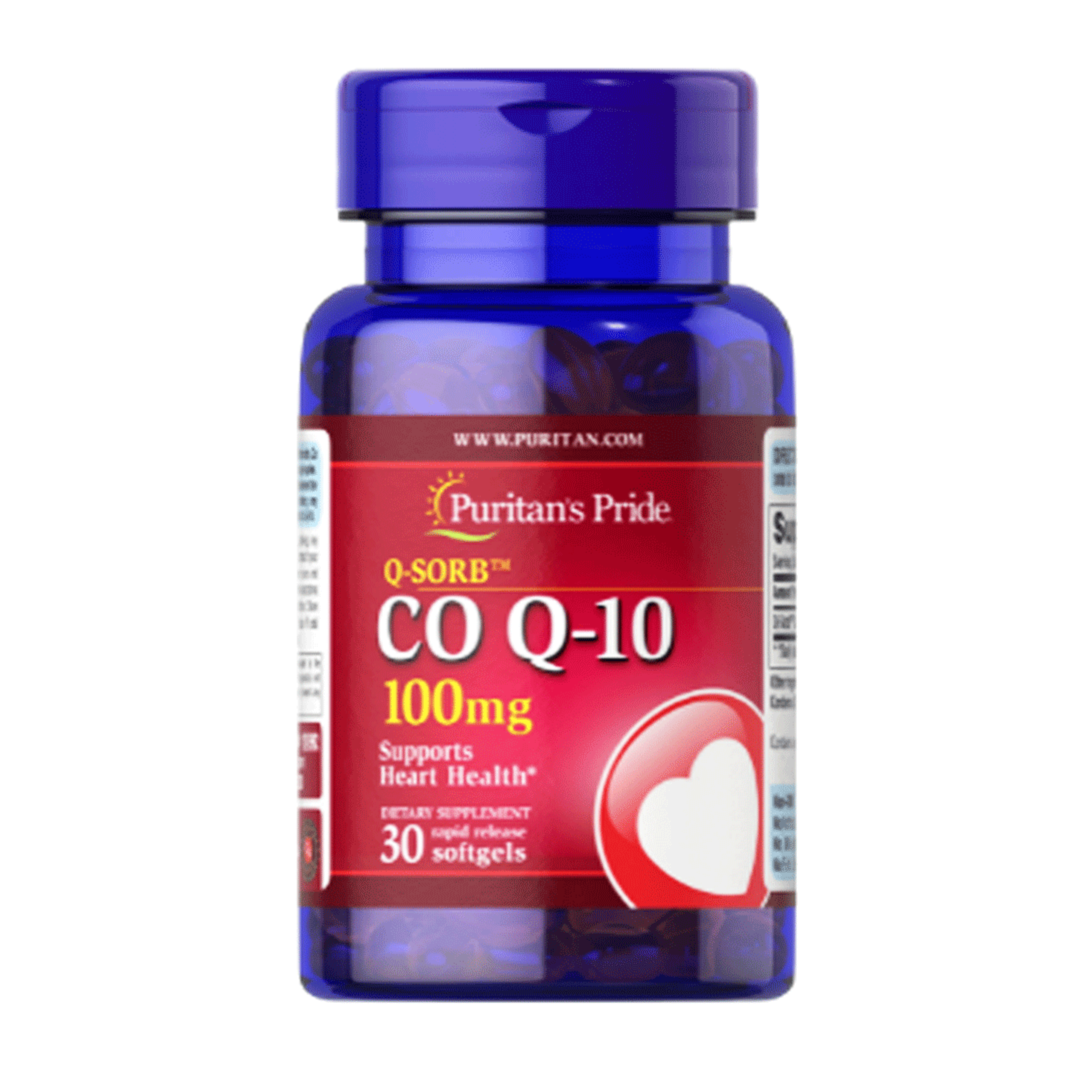 WWW.PURITAN.COM
Puritan's Pride
Q-SORB™
CO Q-10
100mg
Supports
Heart Health*
DIETARY SUPPLEMENT
30 rapid release
softgels